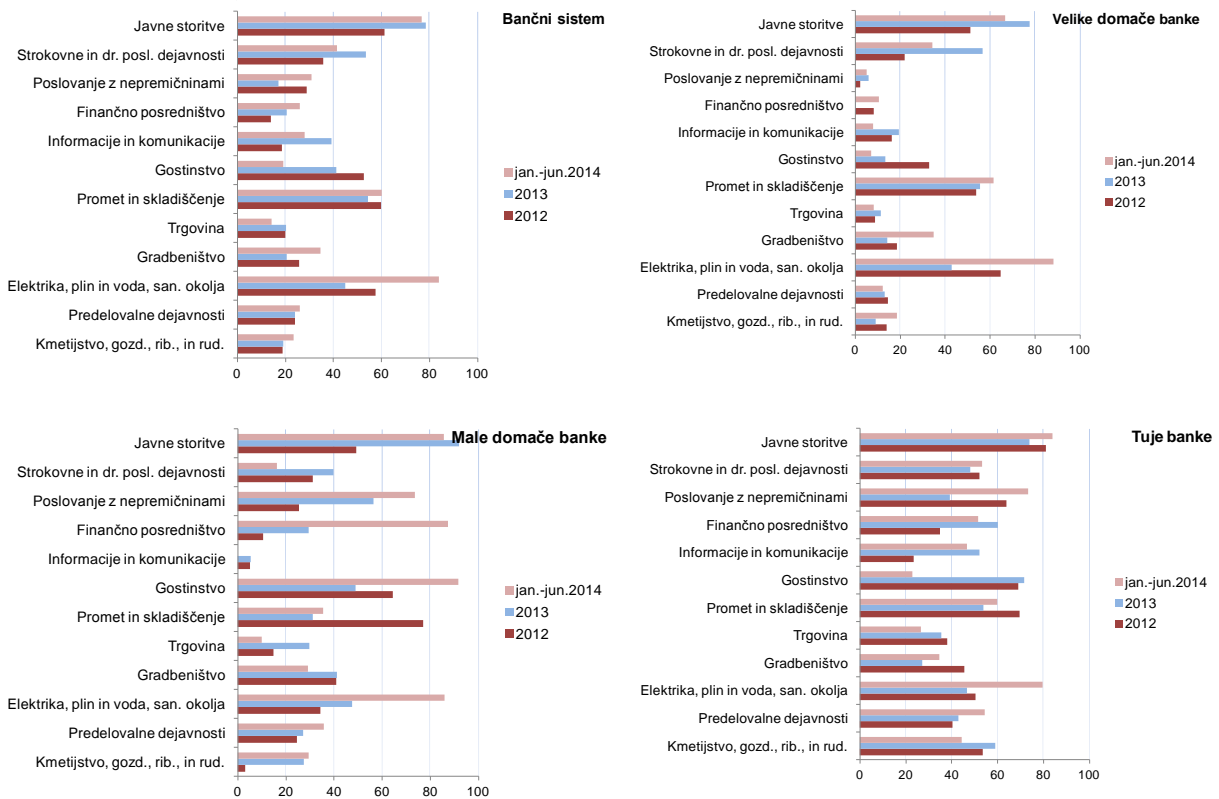 Bančni sistem
Javne storitve
Strokovne in dr. posl. dejavnosti
Poslovanje z nepremičninami
Finančno posredništvo
Informacije in komunikacije
Gostinstvo
Promet in skladiščenje
Trgovina
Gradbeništvo
Elektrika, plin in voda, san. okolja
Predelovalne dejavnosti
Kmetijstvo, gozd., rib., in rud.
0 20 40 60 80 100
jan.-jun.2014
2013
2012
Velike domače banke
Javne storitve
Strokovne in dr. posl. dejavnosti
Poslovanje z nepremičninami
Finančno posredništvo
Informacije in komunikacije
Gostinstvo
Promet in skladiščenje
Trgovina
Gradbeništvo
Elektrika, plin in voda, san. okolja
Predelovalne dejavnosti
Kmetijstvo, gozd., rib., in rud.
0 20 40 60 80 100
jan.-jun.2014
2013
2012
Male domače banke
Javne storitve
Strokovne in dr. posl. dejavnosti
Poslovanje z nepremičninami
Finančno posredništvo
Informacije in komunikacije
Gostinstvo
Promet in skladiščenje
Trgovina
Gradbeništvo
Elektrika, plin in voda, san. okolja
Predelovalne dejavnosti
Kmetijstvo, gozd., rib., in rud.
0 20 40 60 80 100
jan.-jun.2014
2013
2012
Tuje banke
Javne storitve
Strokovne in dr. posl. dejavnosti
Poslovanje z nepremičninami
Finančno posredništvo
Informacije in komunikacije
Gostinstvo
Promet in skladiščenje
Trgovina
Gradbeništvo
Elektrika, plin in voda, san. okolja
Predelovalne dejavnosti
Kmetijstvo, gozd., rib., in rud.
0 20 40 60 80 100
jan.-jun.2014
2013
2012